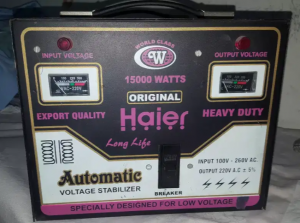 WORLD CLASS
W
INPUT VOLTAGE
OUTPUT VOLTAGE
15000 WATTS
ORIGINAL
EXPORT QUALITY
Haier
HEAVY DUTY
Long Life
INPUT 100V - 260V AC
OUTPUT 220V A.C ± 5%
Automatic
VOLTAGE STABILIZER
BREAKER
SPECIALLY DESIGNED FOR LOW VOLTAGE